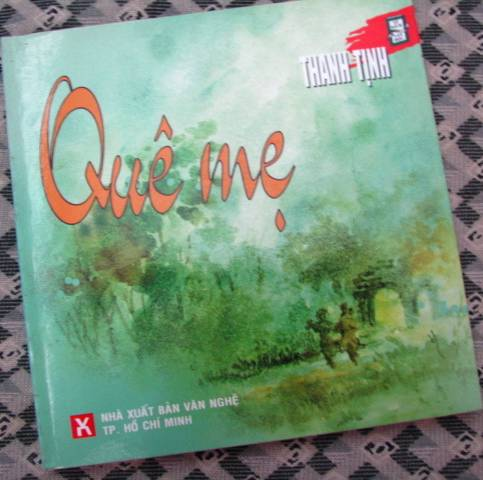 THANH TỊNH
Quê mẹ
NHÀ XUẤT BẢN VĂN NGHỆ
TP. HỒ CHÍ MINH